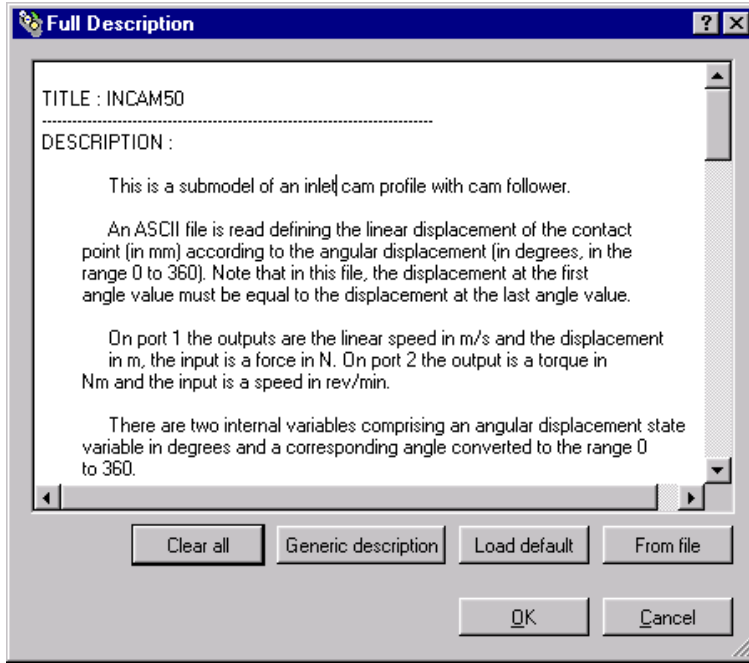 Full Description
TITLE : INCAM50
------------------------------------------------------------------------------
DESCRIPTION :
This is a submodel of an inlet cam profile with cam follower.
An ASCII file is read defining the linear displacement of the contact
point (in mm) according to the angular displacement (in degrees, in the
range 0 to 360). Note that in this file, the displacement at the first
angle value must be equal to the displacement at the last angle value.
On port 1 the outputs are the linear speed in m/s and the displacement
in m, the input is a force in N. On port 2 the output is a torque in
Nm and the input is a speed in rev/min.
There are two internal variables comprising an angular displacement state
variable in degrees and a corresponding angle converted to the range 0
to 360.
Clear all Generic description Load default From file
OK Cancel